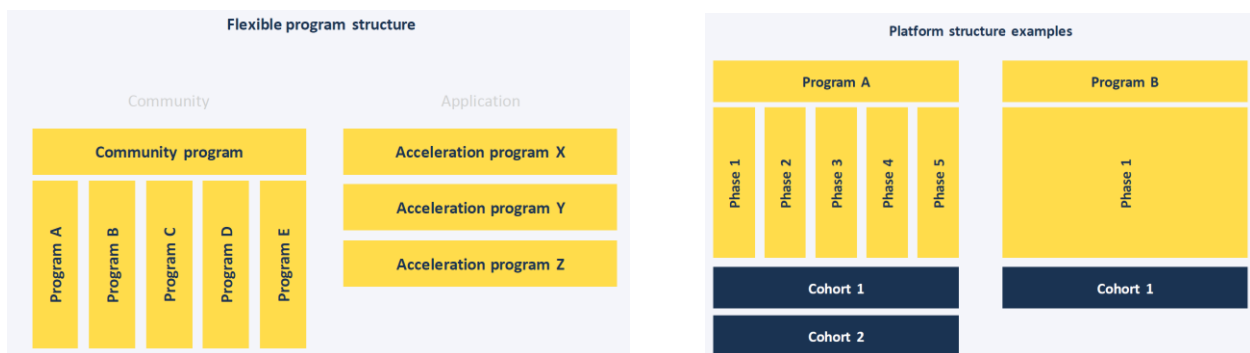 Flexible program structure
Community
Application
Community program
Program A
Program B
Program C
Program D
Program E
Acceleration program X
Acceleration program Y
Acceleration program Z
Platform structure examples
Program A
Phase 1
Phase 2
Phase 3
Phase 4
Phase 5
Cohort 1
Cohort 2
Program B
Phase 1
Cohort 1